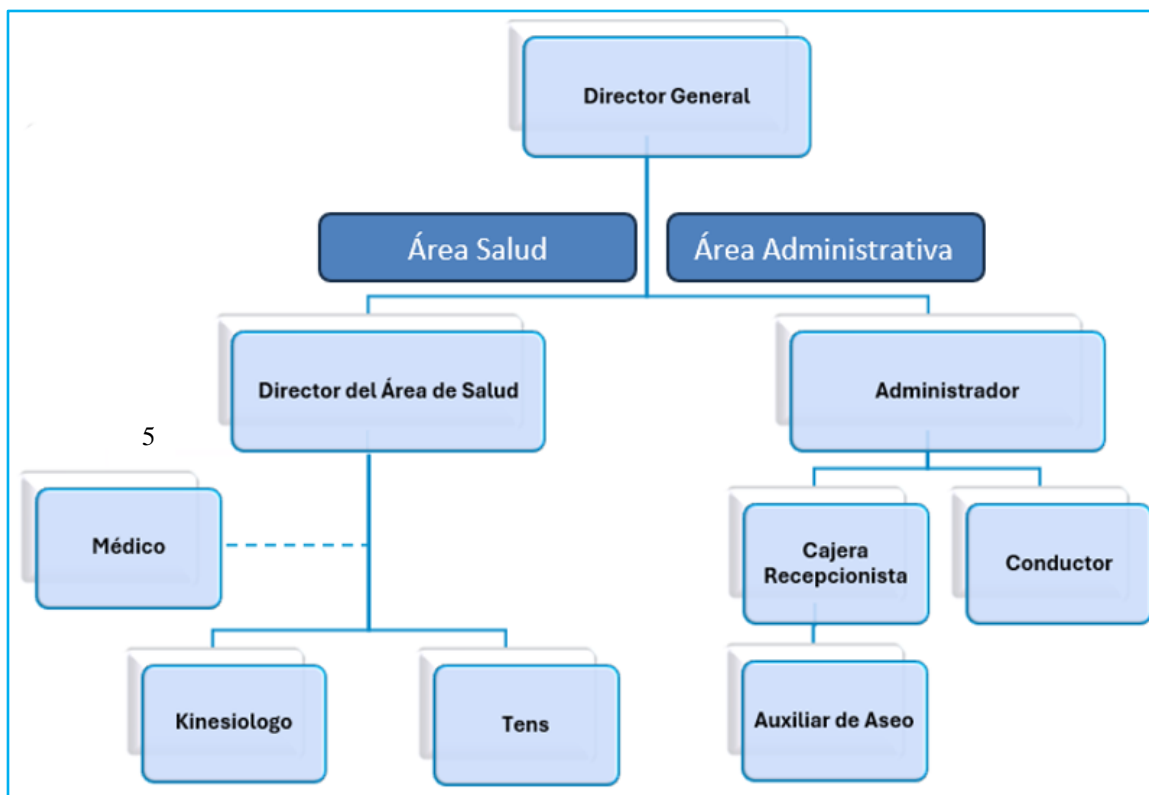 Director General
Área Salud
Área Administrativa
Director del Área de Salud
Administrador
5
Médico
Cajera
Recepcionista
Conductor
Kinesiologo
Tens
Auxiliar de Aseo